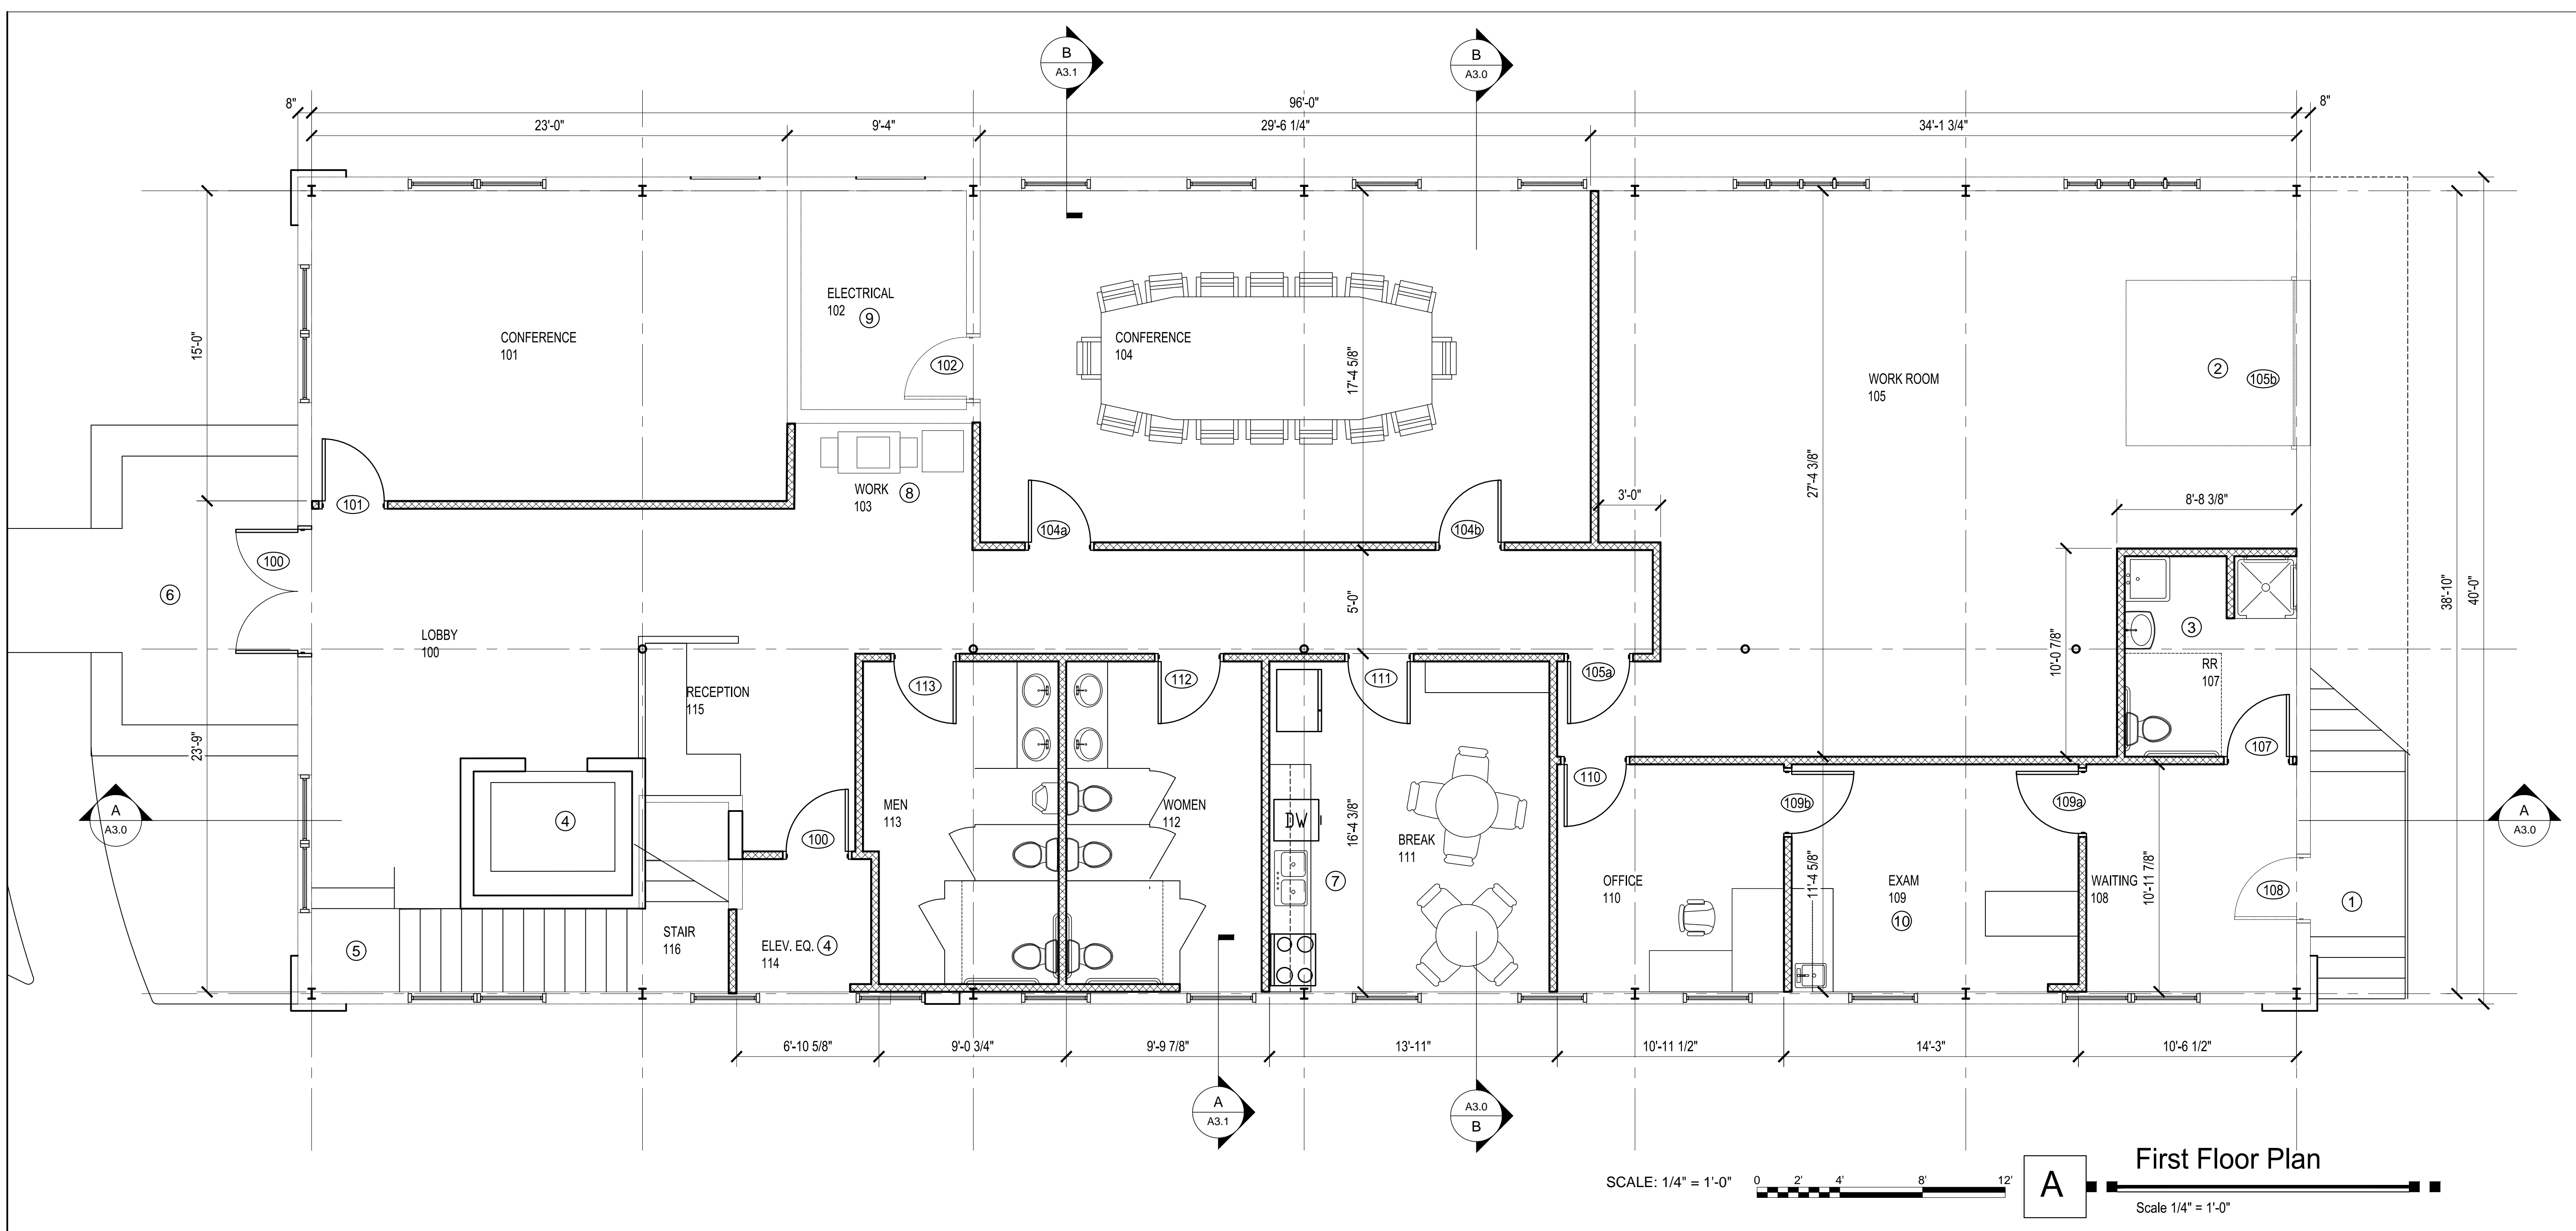 B
A3.1
B
A3.0
8"
96'-0"
8"
23'-0"
9'-4"
29'-6 1/4"
34'-1 3/4"
ELECTRICAL
102
9
CONFERENCE
101
CONFERENCE
104
15'-0"
102
17'-4 5/8"
WORK ROOM
105
2
105b
WORK
103
8
101
104a
104b
3'-0"
27'-4 3/8"
8'-8 3/8"
100
6
5'-0"
38'-10"
40'-0"
LOBBY
100
3
10'-0 7/8"
RR
107
RECEPTION
115
113
112
111
105a
23'-9"
107
110
109b
109a
A
A3.0
4
MEN
113
WOMEN
112
DW
16'-4 3/8"
BREAK
111
100
A
A3.0
7
OFFICE
110
11'-4 5/8"
EXAM
109
10
WAITING
108
10'-11 7/8"
108
1
5
STAIR
116
ELEV. EQ.
114
4
6'-10 5/8"
9'-0 3/4"
9'-9 7/8"
13'-11"
10'-11 1/2"
14'-3"
10'-6 1/2"
A
A3.1
A3.0
B
SCALE: 1/4" = 1'-0"
0 2' 4' 8' 12'
A
First Floor Plan
Scale 1/4" = 1'-0"